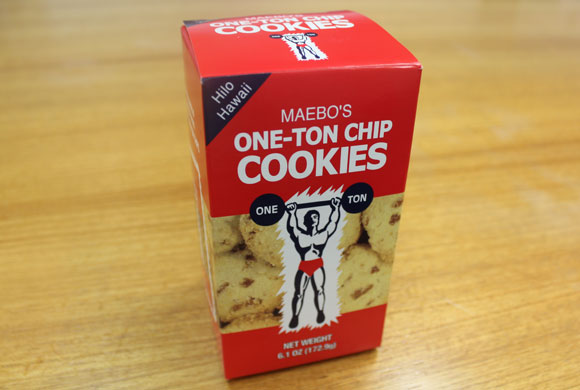 MAEBO'S
ONE-TON CHIP
COOKIES
Hilo
Hawaii
MAEBO'S
ONE-TON CHIP
COOKIES
ONE TON
NET WEIGHT
6.1 OZ (172.9g)